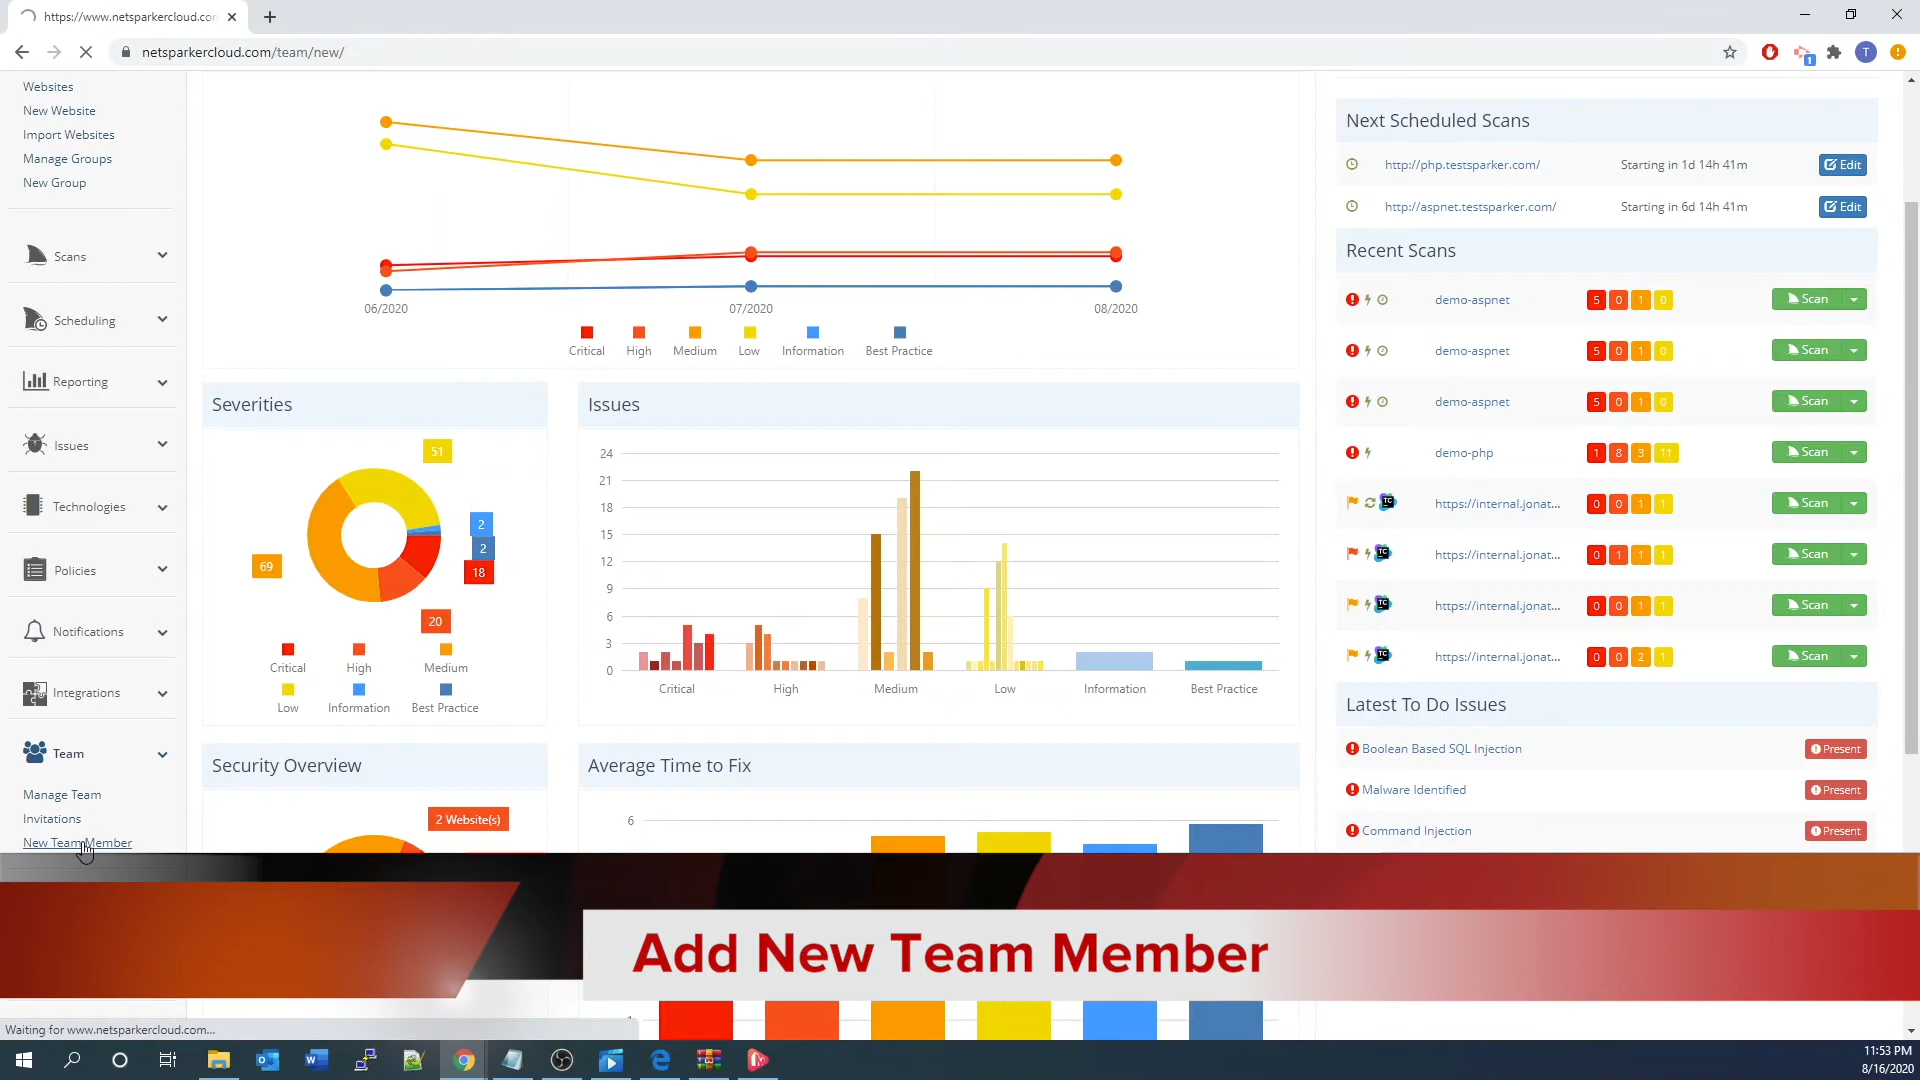 https://www.netsparkercloud.con
netsparkercloud.com/team/new/
T
1
Websites
New Website
Import Websites
Manage Groups
New Group
Scans
Scheduling
Reporting
Issues
Technologies
Policies
Notifications
Integrations
Team
Manage Team
Invitations
New Team Member
06/2020
07/2020
08/2020
Critical
High
Medium
Low
Information
Best Practice
Severities
51
2
2
18
69
20
Critical
High
Medium
Low
Information
Best Practice
Issues
24
21
18
15
12
9
6
3
0
Critical
High
Medium
Low
Information
Best Practice
Security Overview
2 Website(s)
Average Time to Fix
6
Next Scheduled Scans
http://php.testsparker.com/ Starting in 1d 14h 41m Edit
http://aspnet.testsparker.com/ Starting in 6d 14h 41m Edit
Recent Scans
demo-aspnet 5 0 1 0 Scan
demo-aspnet 5 0 1 0 Scan
demo-aspnet 5 0 1 0 Scan
demo-php 1 8 3 11 Scan
TC https://internal.jonat... 0 0 1 1 Scan
TC https://internal.jonat... 0 1 1 1 Scan
TC https://internal.jonat... 0 0 1 1 Scan
TC https://internal.jonat... 0 0 2 1 Scan
Latest To Do Issues
Boolean Based SQL Injection Present
Malware Identified Present
Command Injection Present
Add New Team Member
Waiting for www.netsparkercloud.com...
11:53 PM
8/16/2020